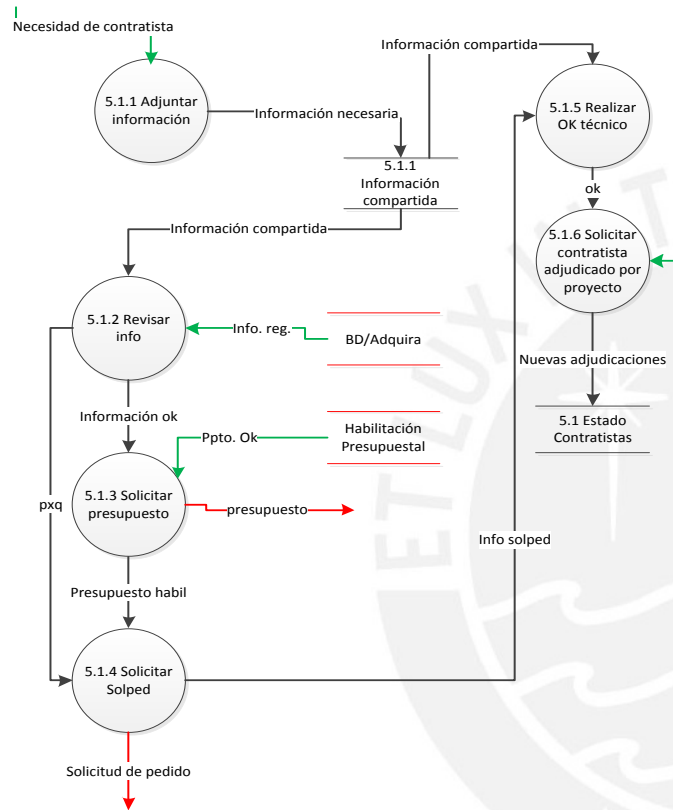 Necesidad de contratista
Información compartida
5.1.1 Adjuntar
información
Información necesaria
5.1.5 Realizar
OK técnico
5.1.1
Información
compartida
ok
Información compartida
5.1.6 Solicitar
contratista
adjudicado por
proyecto
5.1.2 Revisar
info
Info. reg.
BD/Adquira
Nuevas adjudicaciones
Información ok
Ppto. Ok
Habilitación
Presupuestal
5.1 Estado
Contratistas
5.1.3 Solicitar
presupuesto
presupuesto
pxq
Info solped
Presupuesto habil
5.1.4 Solicitar
Solped
Solicitud de pedido
ET LUX INT